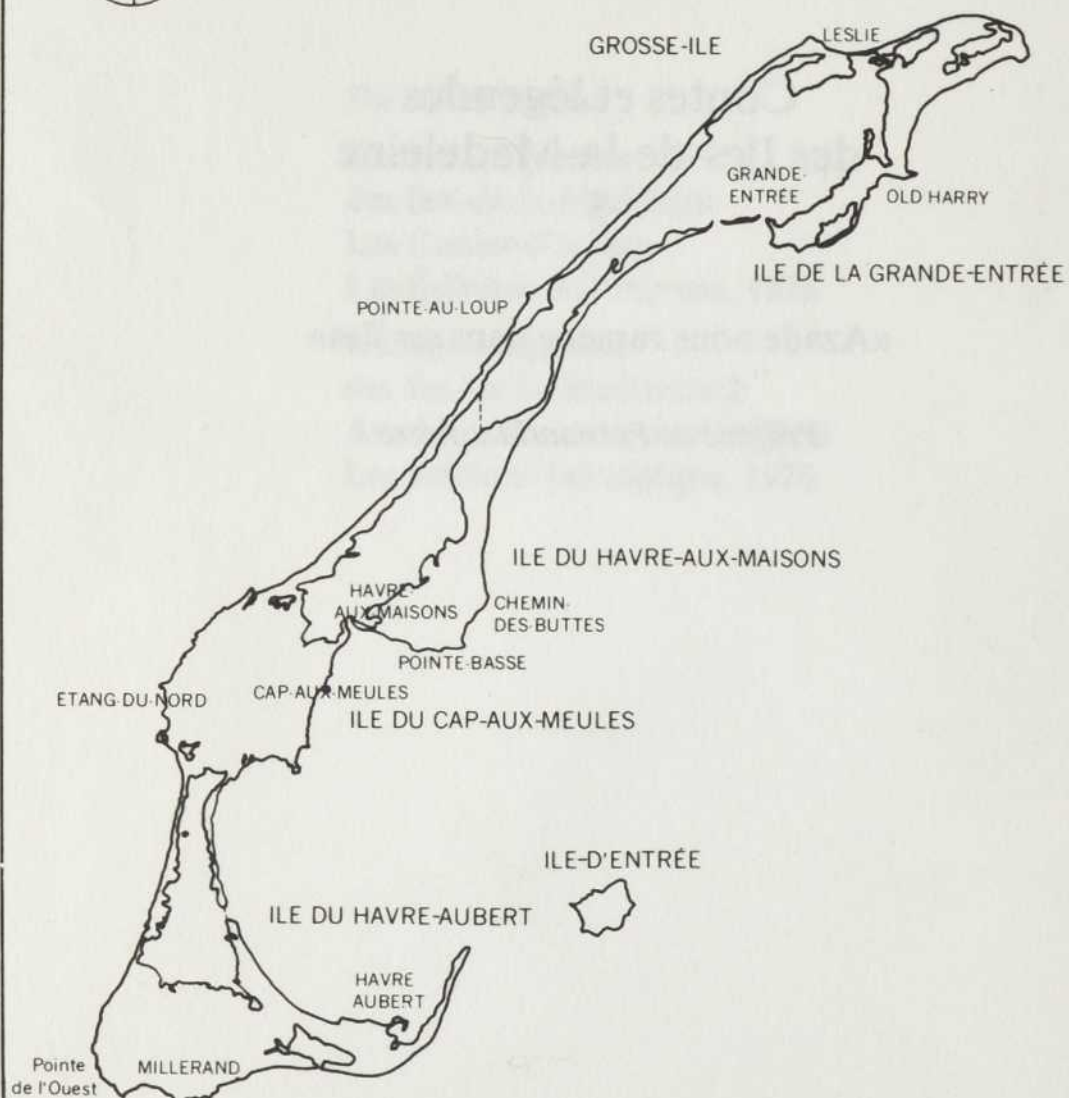 LESLIE
GROSSE-ILE
GRANDE-
ENTRÉE
OLD HARRY
ILE DE LA GRANDE-ENTRÉE
POINTE-AU-LOUP
ILE DU HAVRE-AUX-MAISONS
HAVRE-
AUX-MAISONS
CHEMIN-
DES-BUTTES
POINTE-BASSE
ETANG-DU-NORD
CAP-AUX-MEULES
ILE DU CAP-AUX-MEULES
ILE-D'ENTRÉE
ILE DU HAVRE-AUBERT
HAVRE
AUBERT
Pointe
de l'Ouest
MILLERAND